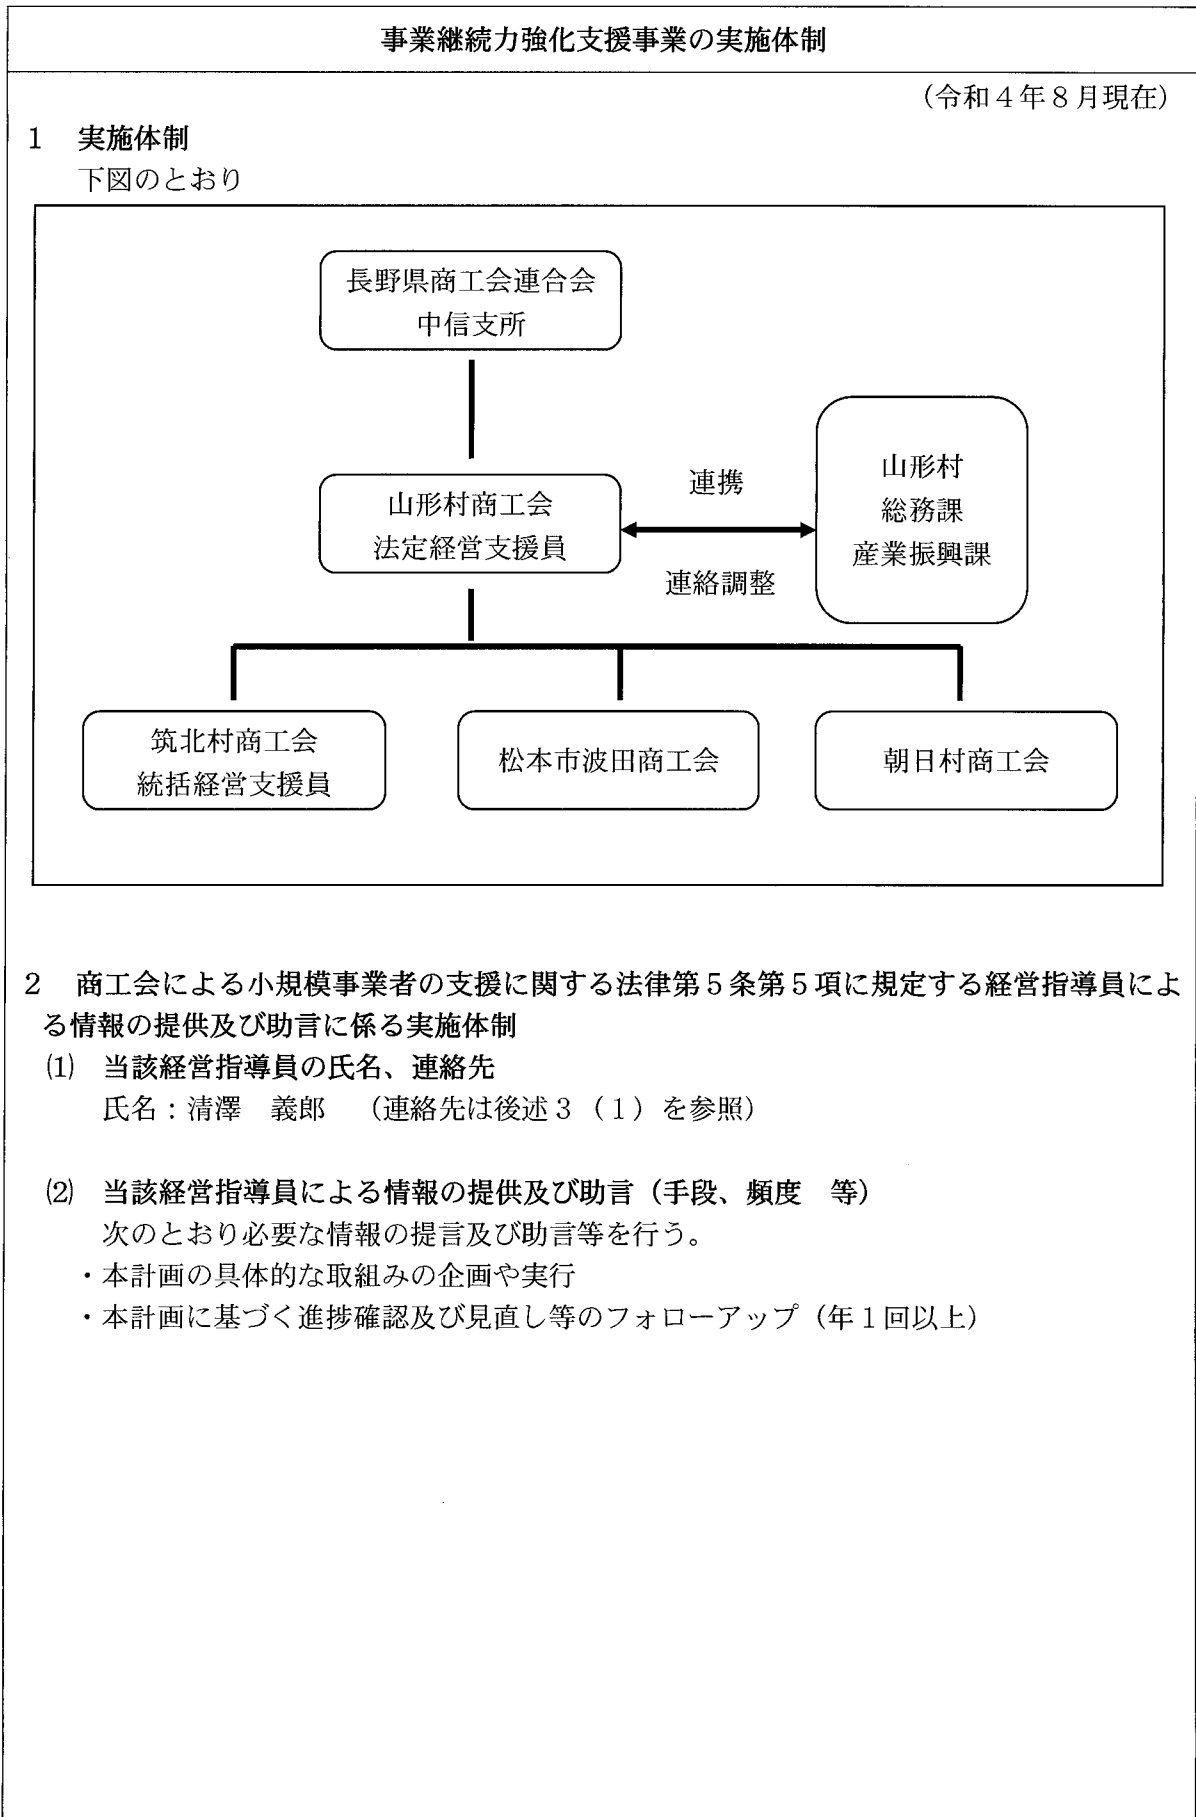 事業継続力強化支援事業の実施体制
（令和４年８月現在）
１　実施体制
下図のとおり
長野県商工会連合会
中信支所
山形村商工会
法定経営支援員
連携
連絡調整
山形村
総務課
産業振興課
筑北村商工会
統括経営支援員
松本市波田商工会
朝日村商工会
２　商工会による小規模事業者の支援に関する法律第５条第５項に規定する経営指導員によ
る情報の提供及び助言に係る実施体制
⑴　当該経営指導員の氏名、連絡先
氏名：清澤　義郎　（連絡先は後述３（１）を参照）
⑵　当該経営指導員による情報の提供及び助言（手段、頻度　等）
次のとおり必要な情報の提言及び助言等を行う。
・本計画の具体的な取組みの企画や実行
・本計画に基づく進捗確認及び見直し等のフォローアップ（年１回以上）